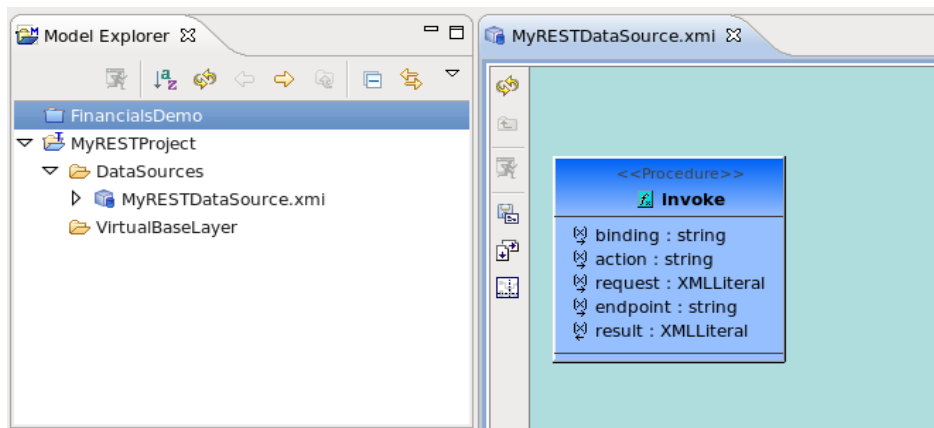 Model Explorer
FinancialsDemo
MyRESTProject
DataSources
MyRESTDataSource.xmi
VirtualBaseLayer
MyRESTDataSource.xmi
<<Procedure>>
Invoke
binding : string
action : string
request : XMLLiteral
endpoint : string
result : XMLLiteral